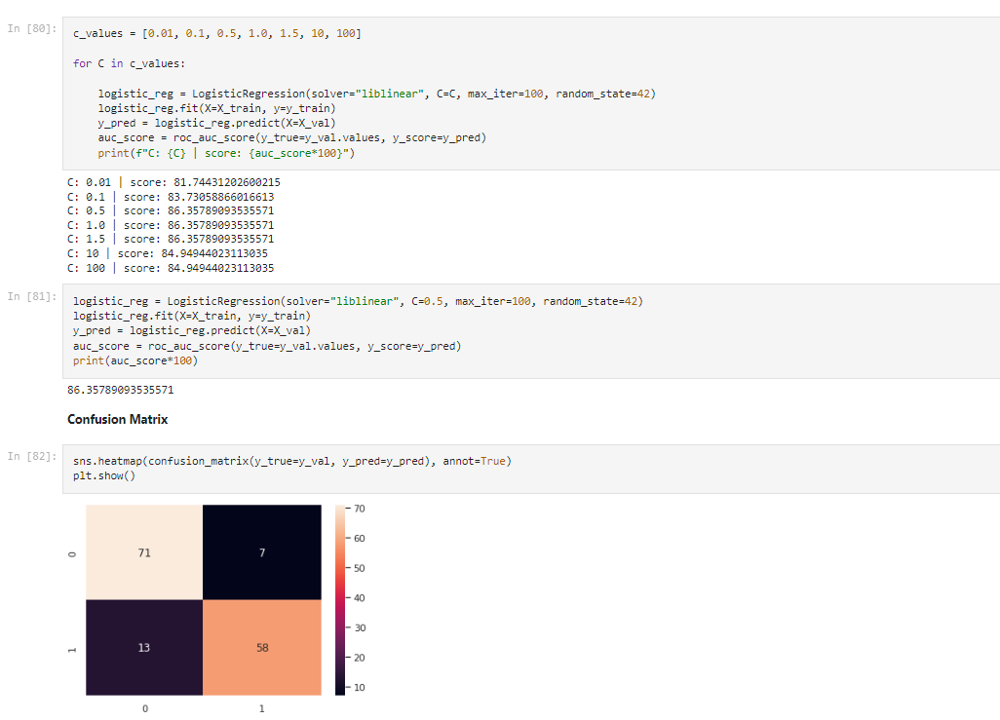 In [80]:
c_values = [0.01, 0.1, 0.5, 1.0, 1.5, 10, 100]
for C in c_values:
    logistic_reg = LogisticRegression(solver="liblinear", C=C, max_iter=100, random_state=42)
    logistic_reg.fit(X=X_train, y=y_train)
    y_pred = logistic_reg.predict(X=X_val)
    auc_score = roc_auc_score(y_true=y_val.values, y_score=y_pred)
    print(f"C: {C} | score: {auc_score*100}")
C: 0.01 | score: 81.74431202600215
C: 0.1 | score: 83.73058866016613
C: 0.5 | score: 86.35789093535571
C: 1.0 | score: 86.35789093535571
C: 1.5 | score: 86.35789093535571
C: 10 | score: 84.94944023113035
C: 100 | score: 84.94944023113035
In [81]:
logistic_reg = LogisticRegression(solver="liblinear", C=0.5, max_iter=100, random_state=42)
logistic_reg.fit(X=X_train, y=y_train)
y_pred = logistic_reg.predict(X=X_val)
auc_score = roc_auc_score(y_true=y_val.values, y_score=y_pred)
print(auc_score*100)
86.35789093535571
Confusion Matrix
In [82]:
sns.heatmap(confusion_matrix(y_true=y_val, y_pred=y_pred), annot=True)
plt.show()
0
71
7
1
13
58
0
1
70
60
50
40
30
20
10